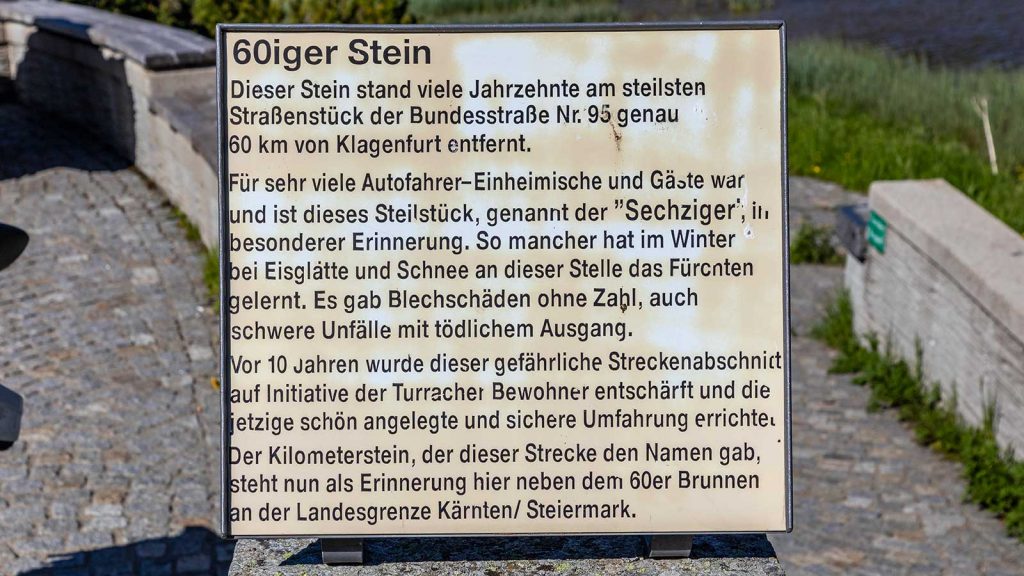 60iger Stein
Dieser Stein stand viele Jahrzehnte am steilsten
Straßenstück der Bundesstraße Nr. 95 genau
60 km von Klagenfurt entfernt.
Für sehr viele Autofahrer–Einheimische und Gäste war
und ist dieses Steilstück, genannt der "Sechziger", in
besonderer Erinnerung. So mancher hat im Winter
bei Eisglätte und Schnee an dieser Stelle das Fürchten
gelernt. Es gab Blechschäden ohne Zahl, auch
schwere Unfälle mit tödlichem Ausgang.
Vor 10 Jahren wurde dieser gefährliche Streckenabschnitt
auf Initiative der Turracher Bewohner entschärft und die
jetzige schön angelegte und sichere Umfahrung errichtet
Der Kilometerstein, der dieser Strecke den Namen gab,
steht nun als Erinnerung hier neben dem 60er Brunnen
an der Landesgrenze Kärnten/ Steiermark.